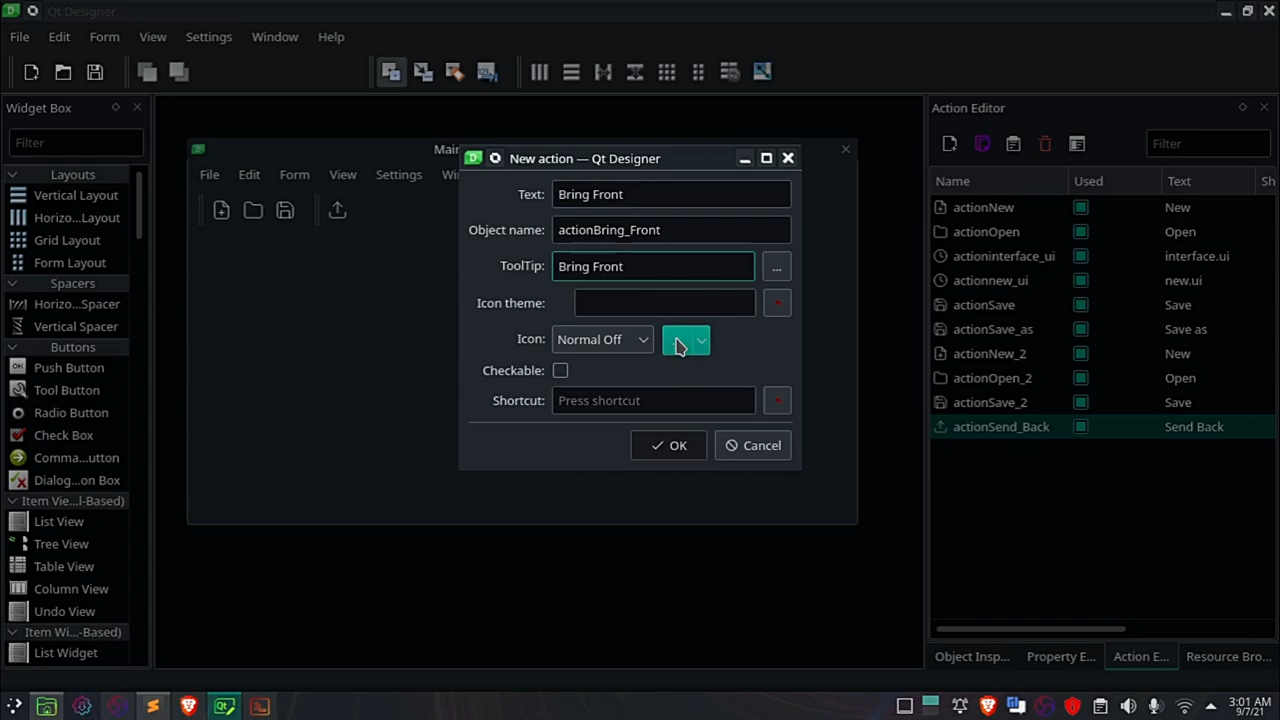 Qt Designer
File Edit Form View Settings Window Help
Widget Box
Filter
Layouts
Vertical Layout
Horizo...Layout
Grid Layout
Form Layout
Spacers
Horizo...Spacer
Vertical Spacer
Buttons
Push Button
Tool Button
Radio Button
Check Box
Comma...utton
Dialog...on Box
Item Vie...l-Based)
List View
Tree View
Table View
Column View
Undo View
Item Wi...-Based)
List Widget
Main
File Edit Form View Settings Wi
New action — Qt Designer
Text: Bring Front
Object name: actionBring_Front
ToolTip: Bring Front ...
Icon theme:
Icon: Normal Off
Checkable:
Shortcut: Press shortcut
OK Cancel
Action Editor
Filter
Name Used Text Sh
actionNew New
actionOpen Open
actioninterface_ui interface.ui
actionnew_ui new.ui
actionSave Save
actionSave_as Save as
actionNew_2 New
actionOpen_2 Open
actionSave_2 Save
actionSend_Back Send Back
Object Insp... Property E... Action E... Resource Bro...
3:01 AM
9/7/21